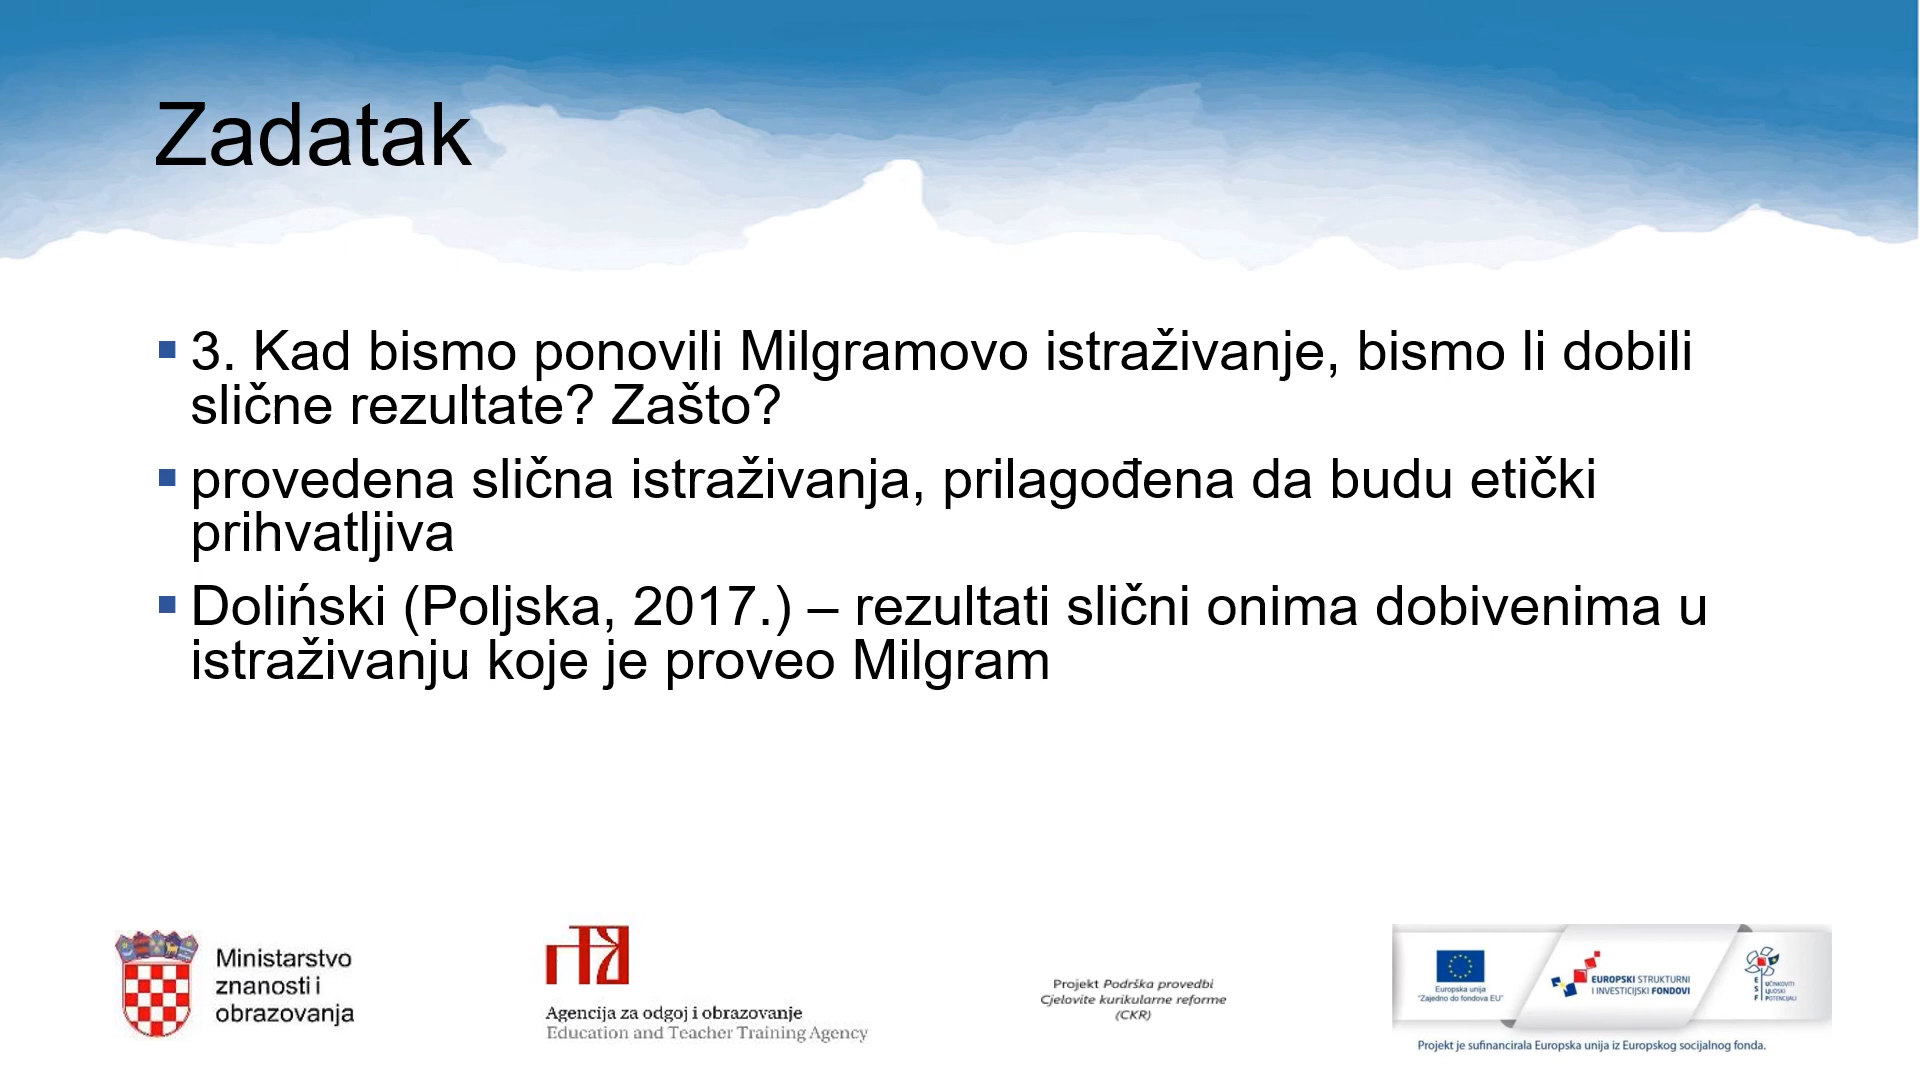 Zadatak
3. Kad bismo ponovili Milgramovo istraživanje, bismo li dobili
slične rezultate? Zašto?
provedena slična istraživanja, prilagođena da budu etički
prihvatljiva
Doliński (Poljska, 2017.) – rezultati slični onima dobivenima u
istraživanju koje je proveo Milgram
Ministarstvo
znanosti i
obrazovanja
Agencija za odgoj i obrazovanje
Education and Teacher Training Agency
Projekt Podrška provedbi
Cjelovite kurikularne reforme
(CKR)
Europska unija
"Zajedno do fondova EU"
EUROPSKI STRUKTURNI
I INVESTICIJSKI FONDOVI
ESF
UČINKOVITI
LJUDSKI
POTENCIJALI
Projekt je sufinancirala Europska unija iz Europskog socijalnog fonda.